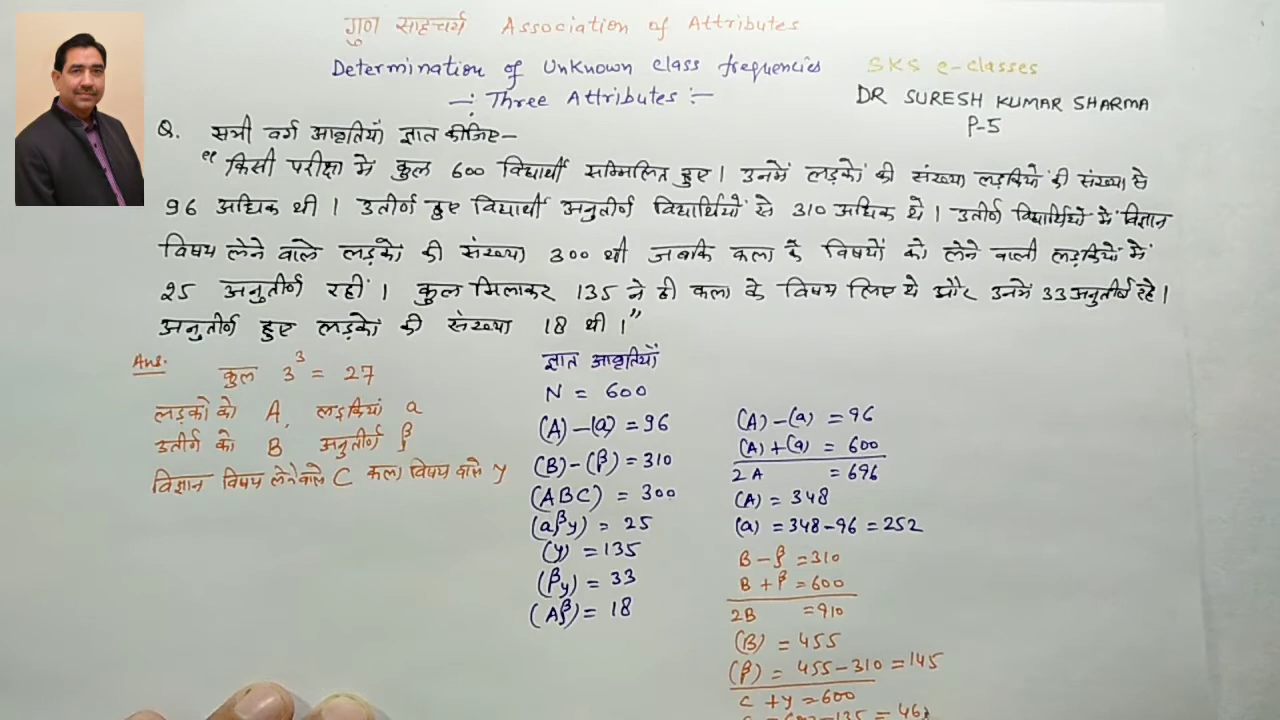 गुण साहचर्य Association of Attributes
Determination of Unknown class frequencies
SKS e-classes
-: Three Attributes :-
DR SURESH KUMAR SHARMA
P-5
Q. सभी वर्ग आवृतियाँ ज्ञात कीजिए-
"किसी परीक्षा में कुल 600 विद्यार्थी सम्मिलित हुए। उनमें लड़कों की संख्या लड़कियों की संख्या से
96 अधिक थी। उतीर्ण हुए विद्यार्थी अनुतीर्ण विद्यार्थियों से 310 अधिक थे। उतीर्ण विद्यार्थियों में विज्ञान
विषय लेने वाले लड़कों की संख्या 300 थी जबकि कला के विषयों को लेने वाली लड़कियों में
25 अनुतीर्ण रहीं। कुल मिलाकर 135 ने ही कला के विषय लिए थे और उनमें 33 अनुतीर्ण रहे।
अनुतीर्ण हुए लड़कों की संख्या 18 थी।"
Ans. कुल 3³ = 27
लड़कों को A, लड़कियां a
उतीर्ण को B अनुतीर्ण β
विज्ञान विषय लेनेवाले C कला विषय वाले y
ज्ञात आवृतियाँ
N = 600
(A) -(a) = 96
(B)-(β) = 310
(ABC) = 300
(aβy) = 25
(y) = 135
(βy) = 33
(Aβ) = 18
(A) -(a) = 96
(A) +(a) = 600
2A = 696
(A) = 348
(a) = 348-96 = 252
B - β = 310
B + β = 600
2B = 910
(B) = 455
(β) = 455-310 = 145
C + y = 600